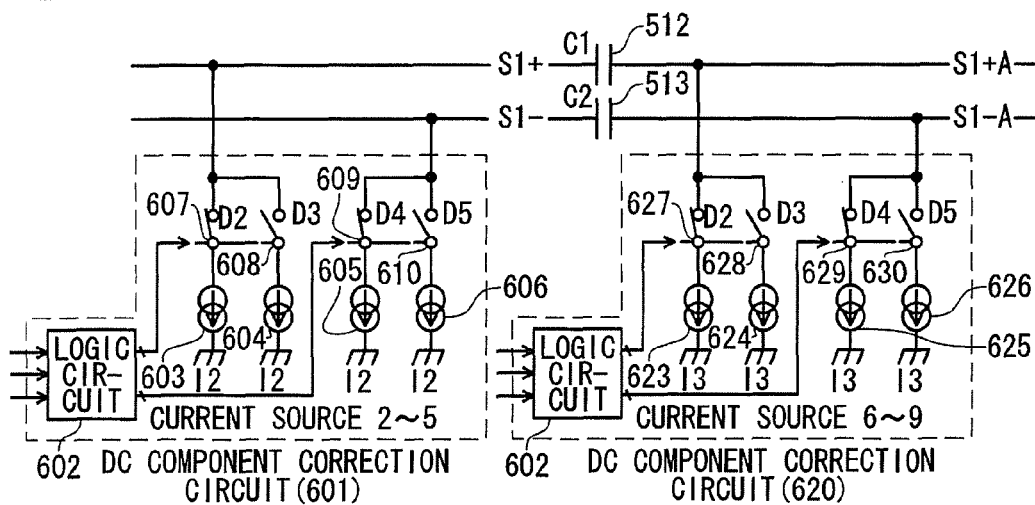 C1
512
S1+
S1+A
C2
513
S1-
S1-A
607
609
D2
D3
D4
D5
608
605
610
606
603
604
I2
I2
I2
I2
LOGIC
CIR-
CUIT
CURRENT SOURCE 2~5
602
DC COMPONENT CORRECTION
CIRCUIT(601)
627
D2
D3
D4
D5
628
629
630
626
623
624
625
I3
I3
I3
I3
LOGIC
CIR-
CUIT
CURRENT SOURCE 6~9
602
DC COMPONENT CORRECTION
CIRCUIT(620)